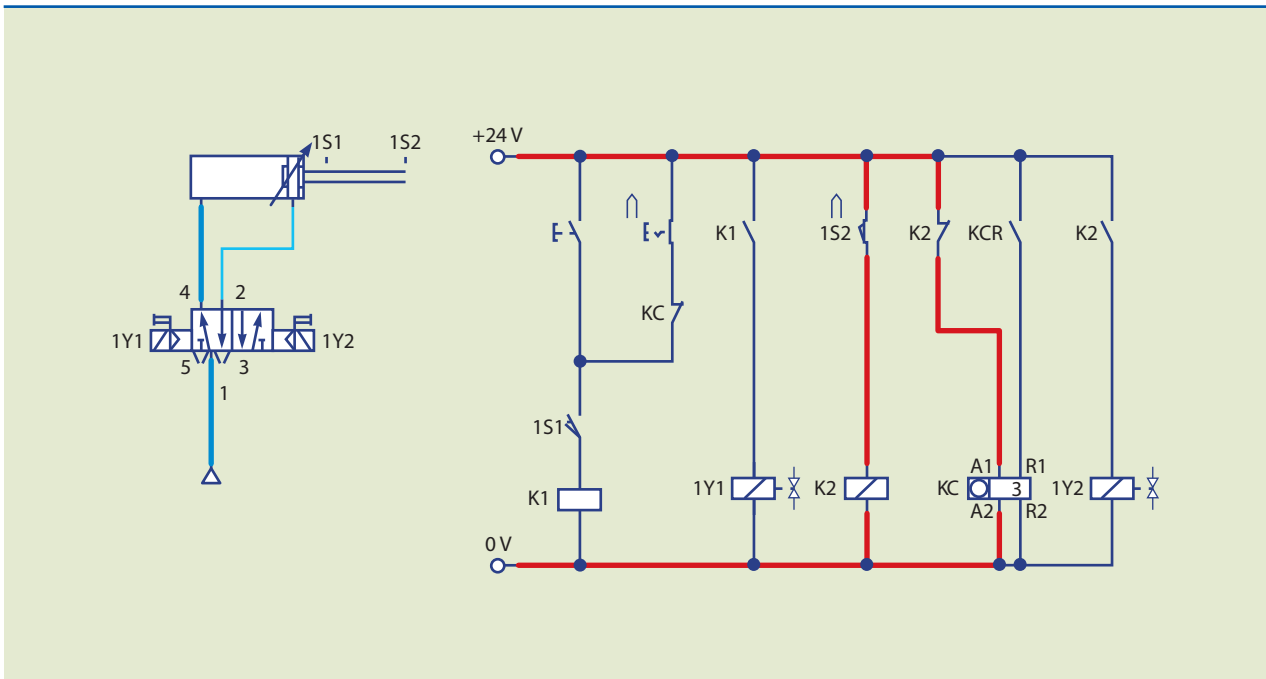 1S1 1S2
4 2
1Y1 1Y2
5 3
1
+24 V
K1 1S2 K2 KCR K2
KC
1S1
A1 R1
K1 1Y1 K2 KC 3 1Y2
A2 R2
0 V